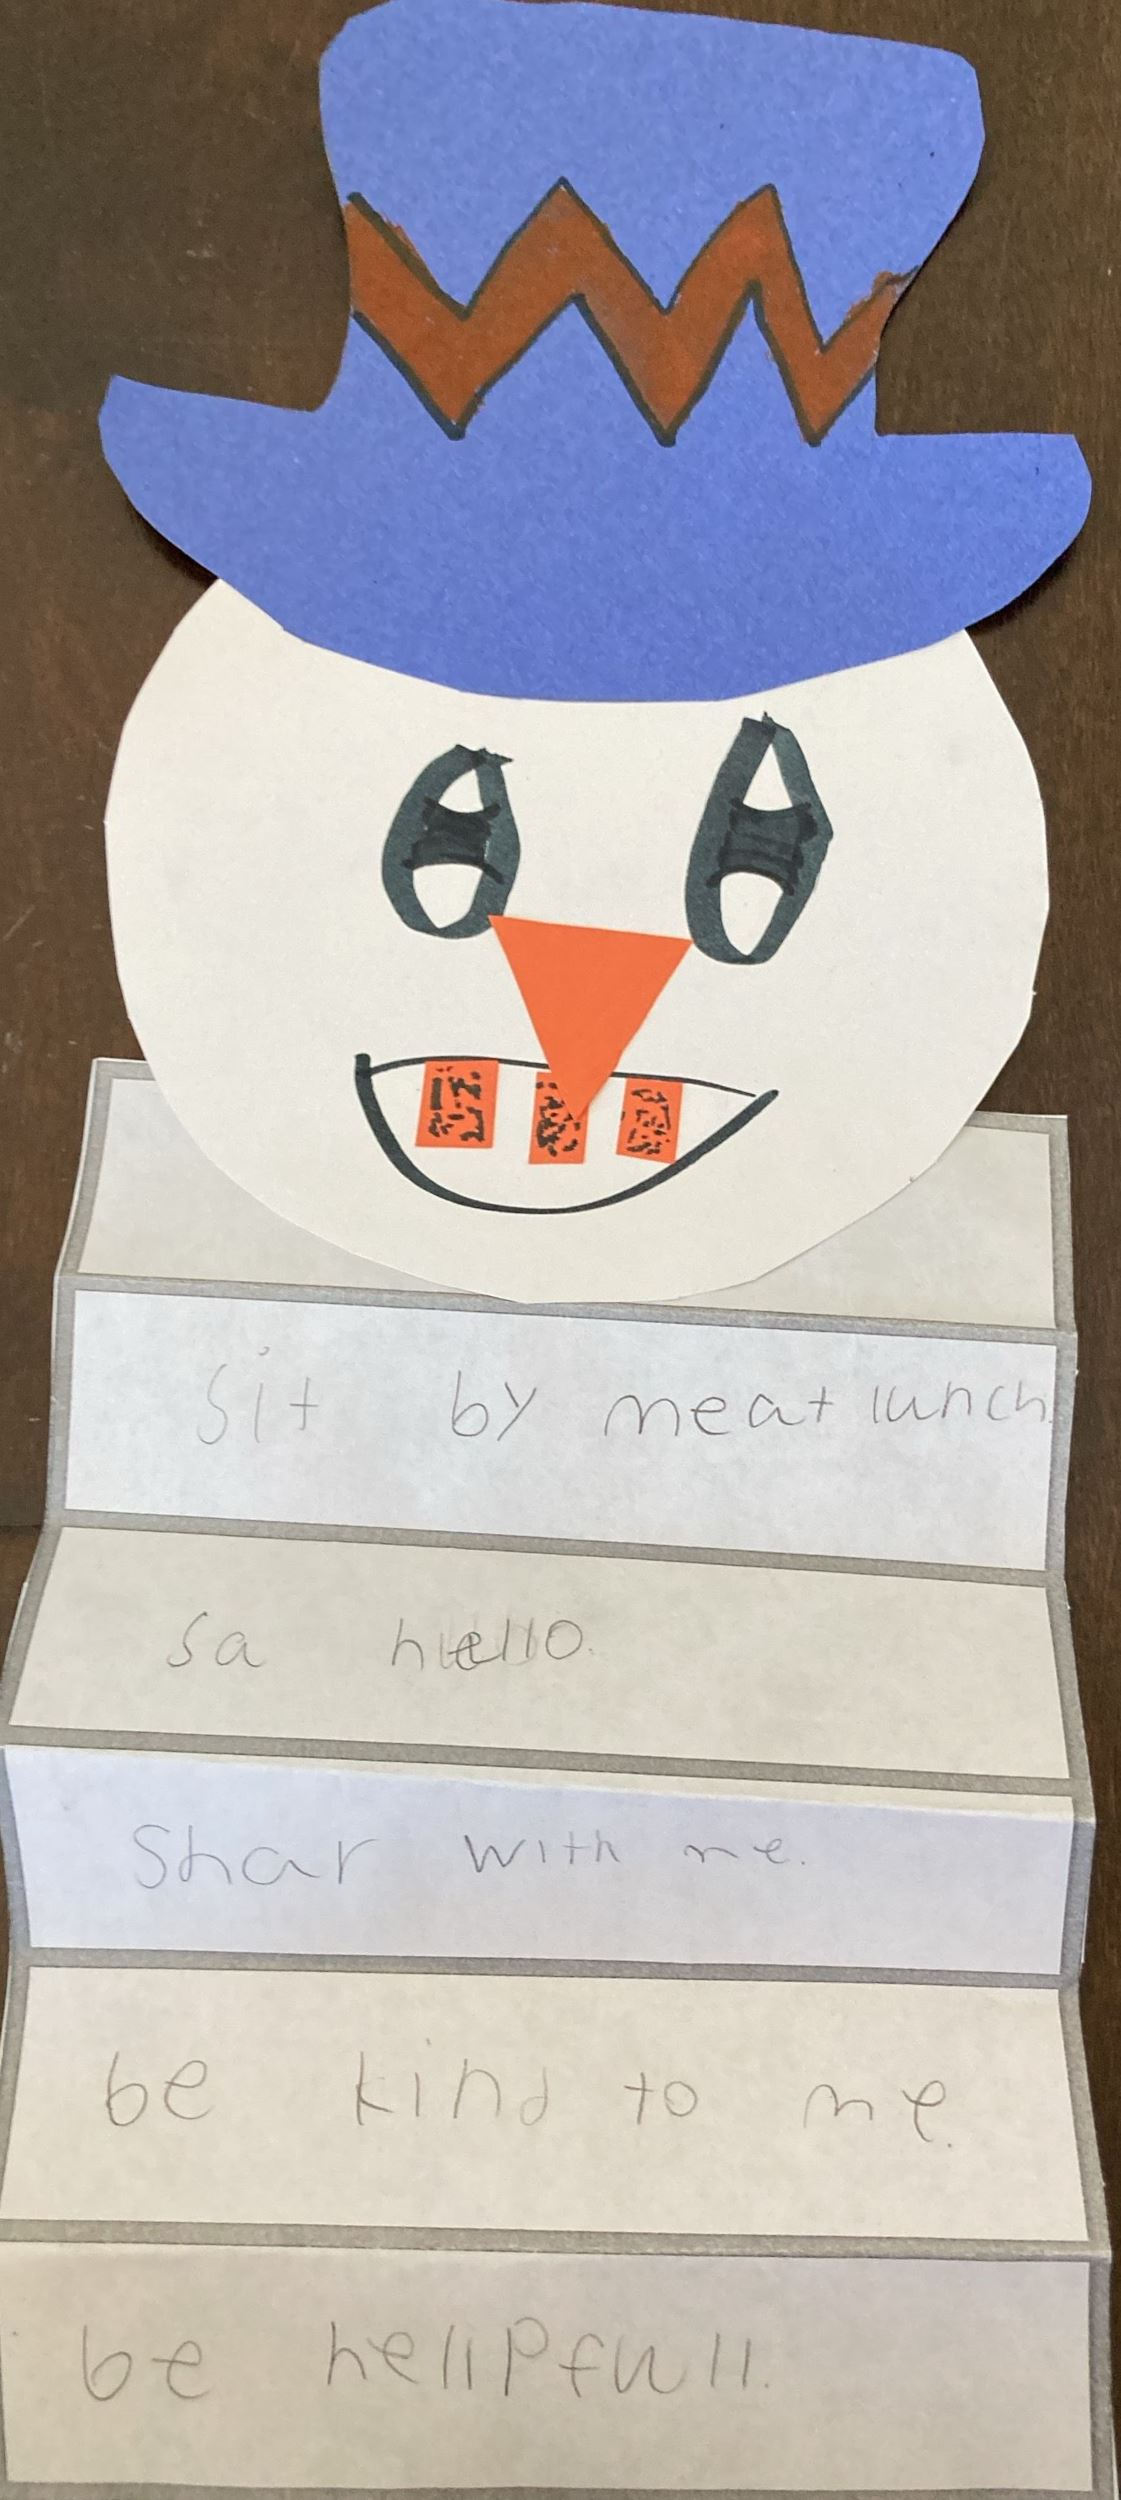 sit by meat lunch.
sa hello.
Shar with me.
be kind to me.
be hellpfull.